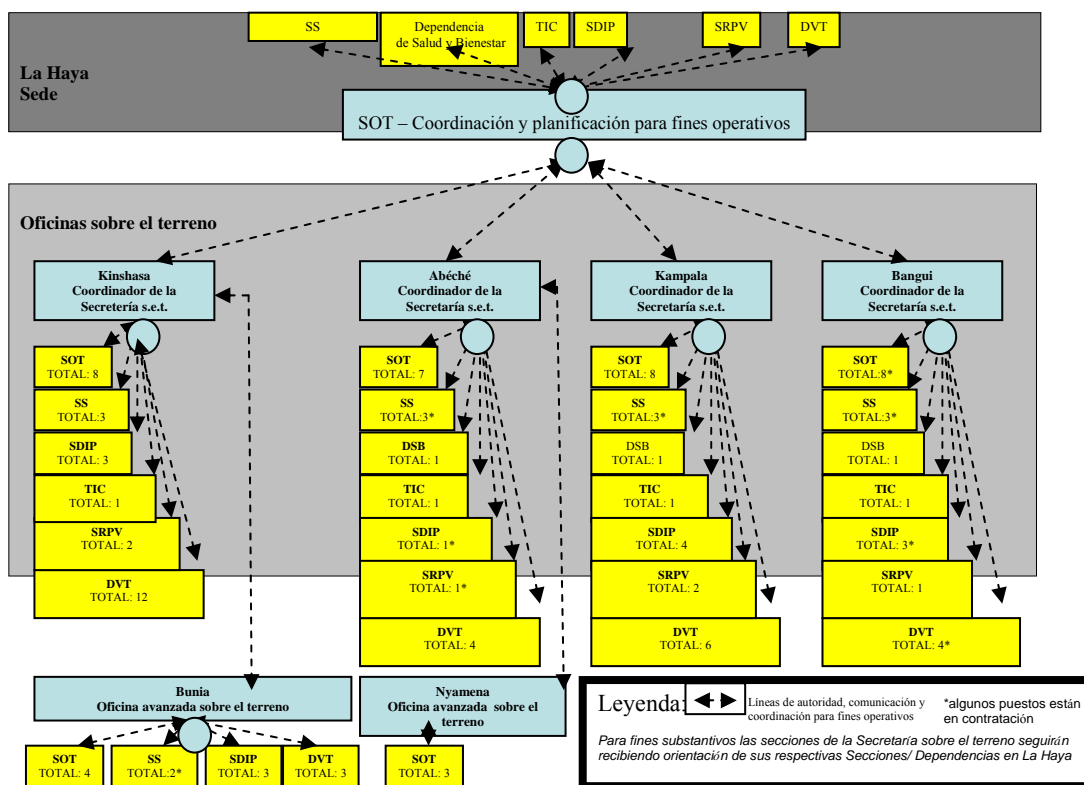 SS
Dependencia
de Salud y Bienestar
TIC
SDIP
SRPV
DVT
La Haya
Sede
SOT – Coordinación y planificación para fines operativos
Oficinas sobre el terreno
Kinshasa
Coordinador de la
Secretería s.e.t.
SOT
TOTAL: 8
SS
TOTAL:3
SDIP
TOTAL: 3
TIC
TOTAL: 1
SRPV
TOTAL: 2
DVT
TOTAL: 12
Abéché
Coordinador de la
Secretaría s.e.t.
SOT
TOTAL: 7
SS
TOTAL:3*
DSB
TOTAL: 1
TIC
TOTAL: 1
SDIP
TOTAL: 1*
SRPV
TOTAL: 1*
DVT
TOTAL: 4
Kampala
Coordinador de la
Secretaría s.e.t.
SOT
TOTAL: 8
SS
TOTAL:3*
DSB
TOTAL: 1
TIC
TOTAL: 1
SDIP
TOTAL: 4
SRPV
TOTAL: 2
DVT
TOTAL: 6
Bangui
Coordinador de la
Secretaría s.e.t.
SOT
TOTAL:8*
SS
TOTAL:3*
DSB
TOTAL: 1
TIC
TOTAL: 1
SDIP
TOTAL: 3*
SRPV
TOTAL: 1
DVT
TOTAL: 4*
Bunia
Oficina avanzada sobre el terreno
SOT
TOTAL: 4
SS
TOTAL:2*
SDIP
TOTAL: 3
DVT
TOTAL: 3
Nyamena
Oficina avanzada sobre el
terreno
SOT
TOTAL: 3
Leyenda:
Líneas de autoridad, comunicación y
coordinación para fines operativos
*algunos puestos están
en contratación
Para fines substantivos las secciones de la Secretaría sobre el terreno seguirán
recibiendo orientación de sus respectivas Secciones/ Dependencias en La Haya